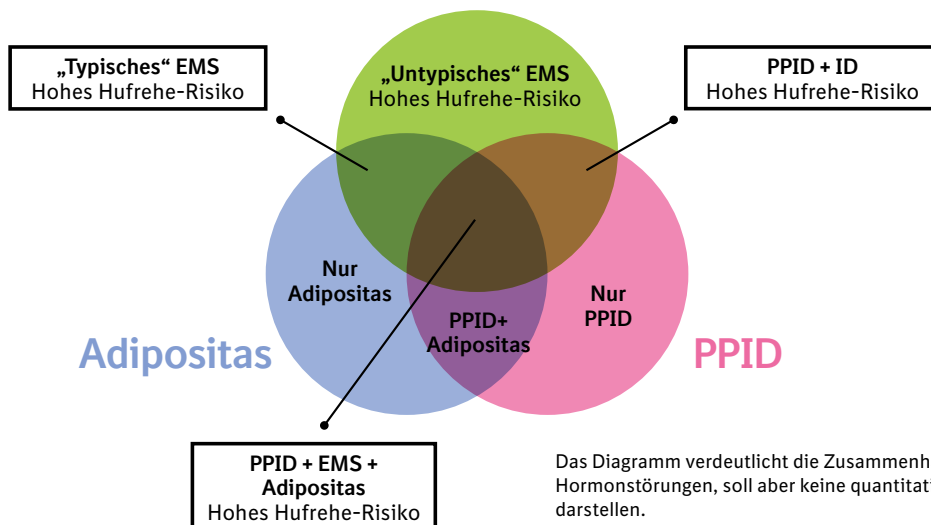 „Typisches“ EMS
Hohes Hufrehe-Risiko
„Untypisches“ EMS
Hohes Hufrehe-Risiko
PPID + ID
Hohes Hufrehe-Risiko
Nur
Adipositas
PPID+
Adipositas
Nur
PPID
Adipositas
PPID
PPID + EMS +
Adipositas
Hohes Hufrehe-Risiko
Das Diagramm verdeutlicht die
Hormonstörungen, soll aber keine
darstellen.